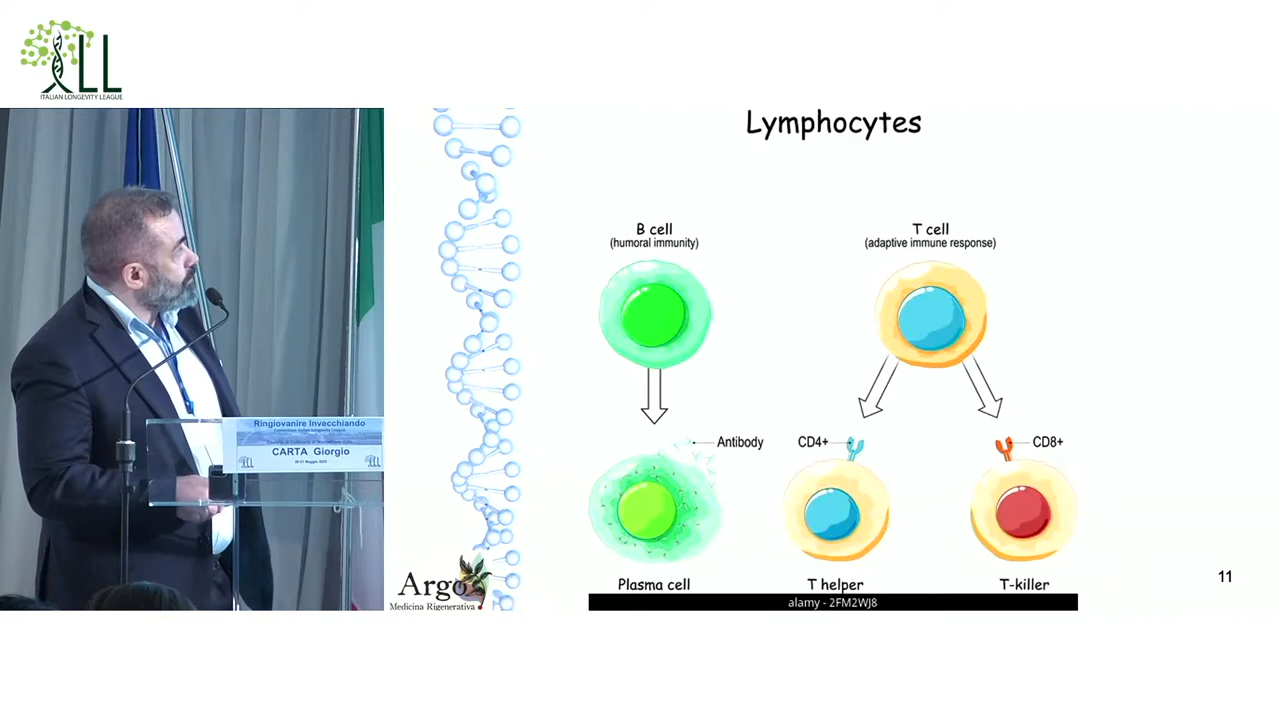 LL
ITALIAN LONGEVITY LEAGUE
Lymphocytes
B cell
(humoral immunity)
T cell
(adaptive immune response)
Antibody
CD4+
CD8+
Plasma cell
T helper
T-killer
alamy - 2FM2WJ8
11
Argo
Medicina Rigenerativa
Ringiovanire Invecchiando
CARTA Giorgio